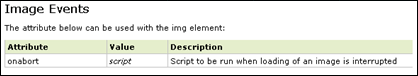 Image Events
The attribute below can be used with the img element:
Attribute Value Description
onabort script Script to be run when loading of an image is interrupted